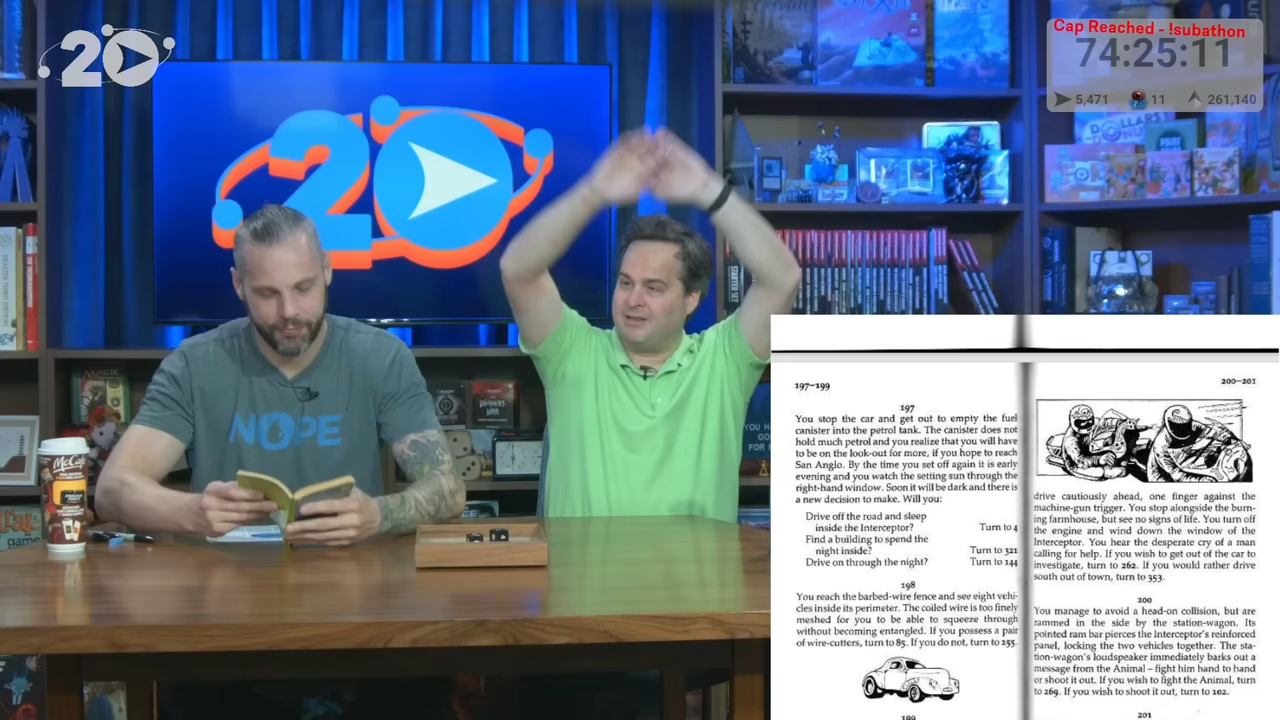 20
Cap Reached - !subathon
74:25:11
5,471 11 261,140
20
NOPE
McCafé
STARTER SET
197–199
197
You stop the car and get out to empty the fuel
canister into the petrol tank. The canister does not
hold much petrol and you realize that you will have
to be on the look-out for more, if you hope to reach
San Anglo. By the time you set off again it is early
evening and you watch the setting sun through the
right-hand window. Soon it will be dark and there is
a new decision to make. Will you:
Drive off the road and sleep
inside the Interceptor? Turn to 4
Find a building to spend the
night inside? Turn to 321
Drive on through the night? Turn to 144
198
You reach the barbed-wire fence and see eight vehi-
cles inside its perimeter. The coiled wire is too finely
meshed for you to be able to squeeze through
without becoming entangled. If you possess a pair
of wire-cutters, turn to 85. If you do not, turn to 255.
199
200–201
drive cautiously ahead, one finger against the
machine-gun trigger. You stop alongside the burn-
ing farmhouse, but see no signs of life. You turn off
the engine and wind down the window of the
Interceptor. You hear the desperate cry of a man
calling for help. If you wish to get out of the car to
investigate, turn to 262. If you would rather drive
south out of town, turn to 353.
200
You manage to avoid a head-on collision, but are
rammed in the side by the station-wagon. Its
pointed ram bar pierces the Interceptor's reinforced
panel, locking the two vehicles together. The sta-
tion-wagon's loudspeaker immediately barks out a
message from the Animal – fight him hand to hand
or shoot it out. If you wish to fight the Animal, turn
to 269. If you wish to shoot it out, turn to 102.
201